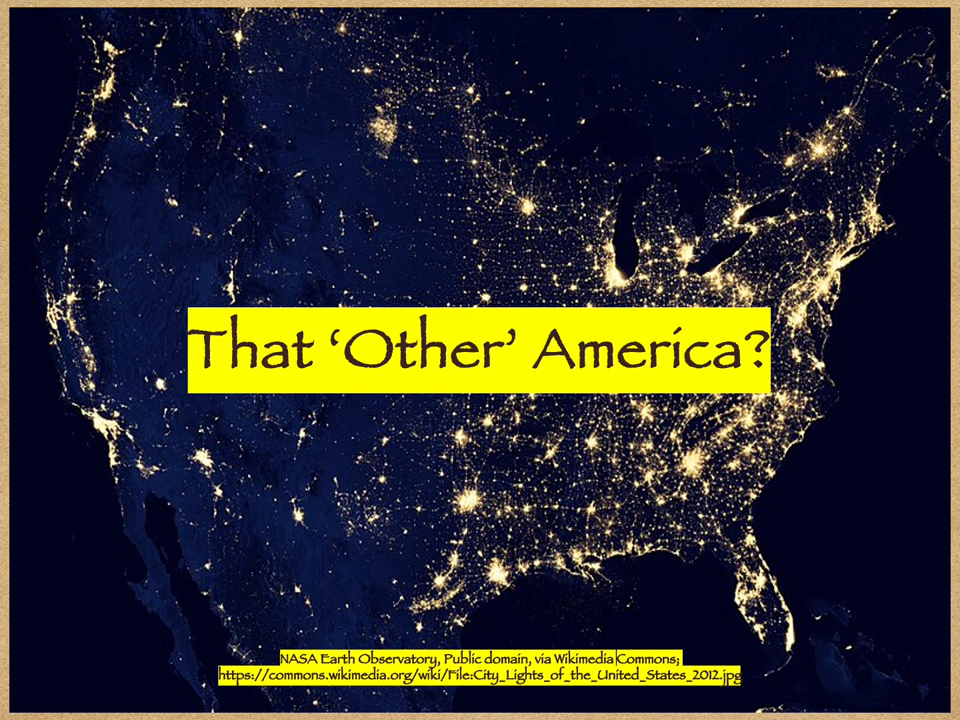 That ‘Other’ America?
NASA Earth Observatory, Public domain, via Wikimedia Commons;
https://commons.wikimedia.org/wiki/File:City_Lights_of_the_United_States_2012.jpg